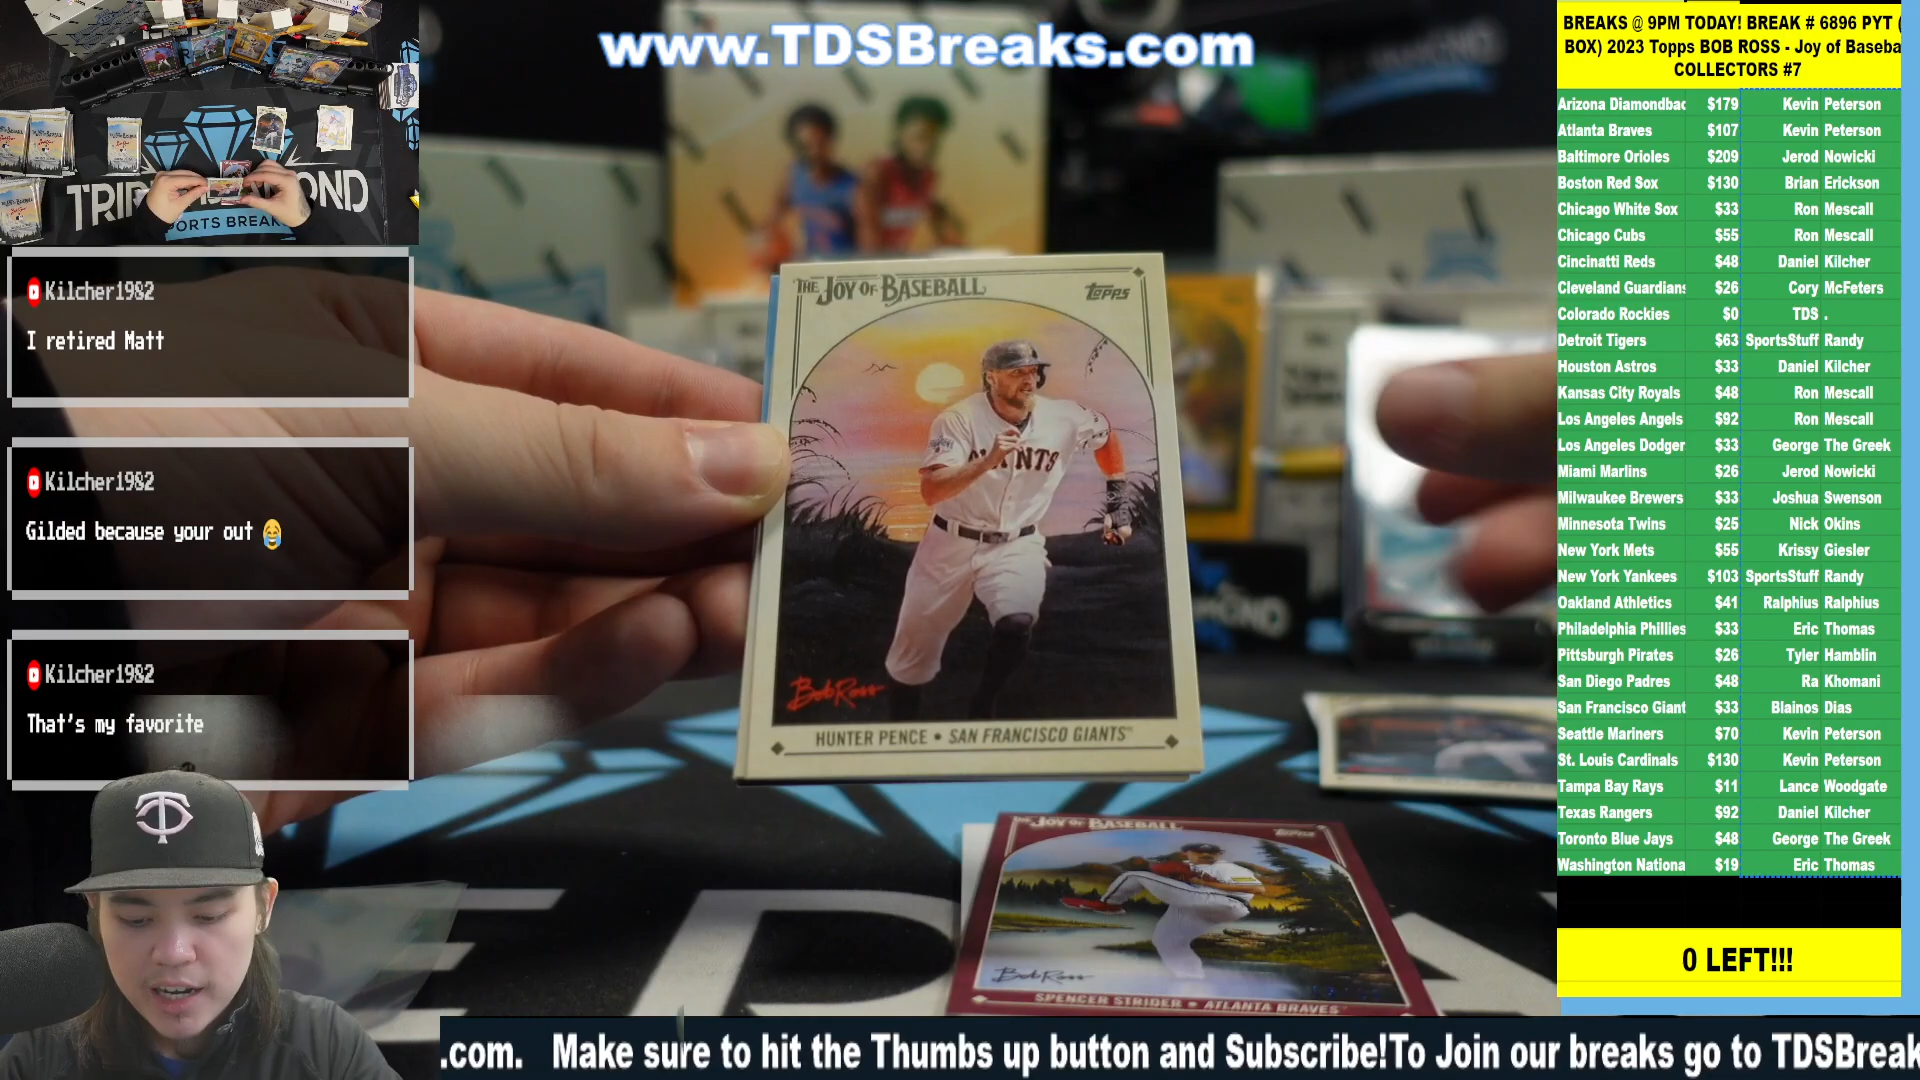 www.TDSBreaks.com
BREAKS @ 9PM TODAY! BREAK # 6896 PYT (
BOX) 2023 Topps BOB ROSS - Joy of Baseba
COLLECTORS #7
Arizona Diamondbac $179 Kevin Peterson
Atlanta Braves $107 Kevin Peterson
Baltimore Orioles $209 Jerod Nowicki
Boston Red Sox $130 Brian Erickson
Chicago White Sox $33 Ron Mescall
Chicago Cubs $55 Ron Mescall
Cincinatti Reds $48 Daniel Kilcher
Cleveland Guardians $26 Cory McFeters
Colorado Rockies $0 TDS .
Detroit Tigers $63 SportsStuff Randy
Houston Astros $33 Daniel Kilcher
Kansas City Royals $48 Ron Mescall
Los Angeles Angels $92 Ron Mescall
Los Angeles Dodger $33 George The Greek
Miami Marlins $26 Jerod Nowicki
Milwaukee Brewers $33 Joshua Swenson
Minnesota Twins $25 Nick Okins
New York Mets $55 Krissy Giesler
New York Yankees $103 SportsStuff Randy
Oakland Athletics $41 Ralphius Ralphius
Philadelphia Phillies $33 Eric Thomas
Pittsburgh Pirates $26 Tyler Hamblin
San Diego Padres $48 Ra Khomani
San Francisco Giant $33 Blainos Dias
Seattle Mariners $70 Kevin Peterson
St. Louis Cardinals $130 Kevin Peterson
Tampa Bay Rays $11 Lance Woodgate
Texas Rangers $92 Daniel Kilcher
Toronto Blue Jays $48 George The Greek
Washington Nationa $19 Eric Thomas
0 LEFT!!!
Kilcher1982
I retired Matt
Kilcher1982
Gilded because your out 😂
Kilcher1982
That's my favorite
THE JOY OF BASEBALL Topps
GIANTS
Bob Ross
HUNTER PENCE • SAN FRANCISCO GIANTS™
THE JOY OF BASEBALL Topps
Bob Ross
SPENCER STRIDER • ATLANTA BRAVES™
SPORTS BREAK
TC
.com. Make sure to hit the Thumbs up button and Subscribe!To Join our breaks go to TDSBreak